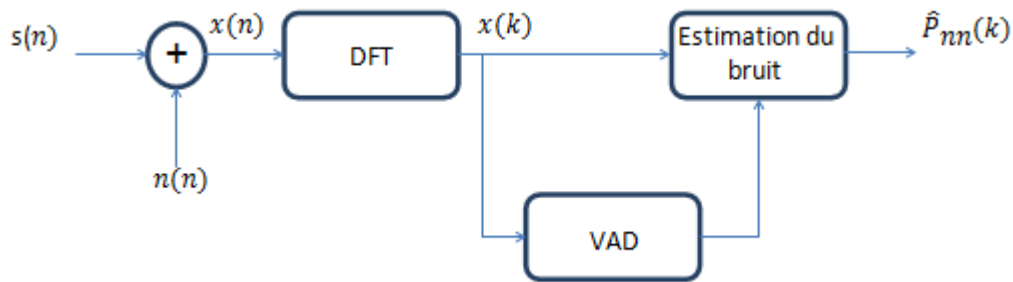 s(n)
x(n)
DFT
x(k)
Estimation du
bruit
P̂nn(k)
+
n(n)
VAD